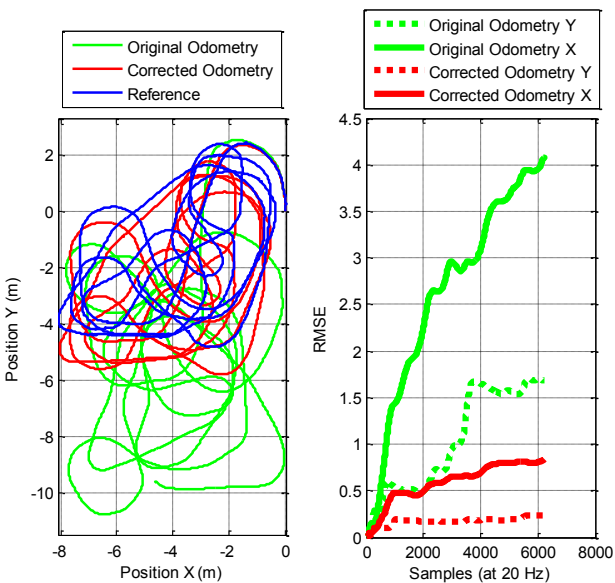 Original Odometry
Corrected Odometry
Reference
Position Y (m)
2
0
-2
-4
-6
-8
-10
-8
-6
-4
-2
0
Position X (m)
Original Odometry Y
Original Odometry X
Corrected Odometry Y
Corrected Odometry X
RMSE
4.5
4
3.5
3
2.5
2
1.5
1
0.5
0
0
2000
4000
6000
8000
Samples (at 20 Hz)